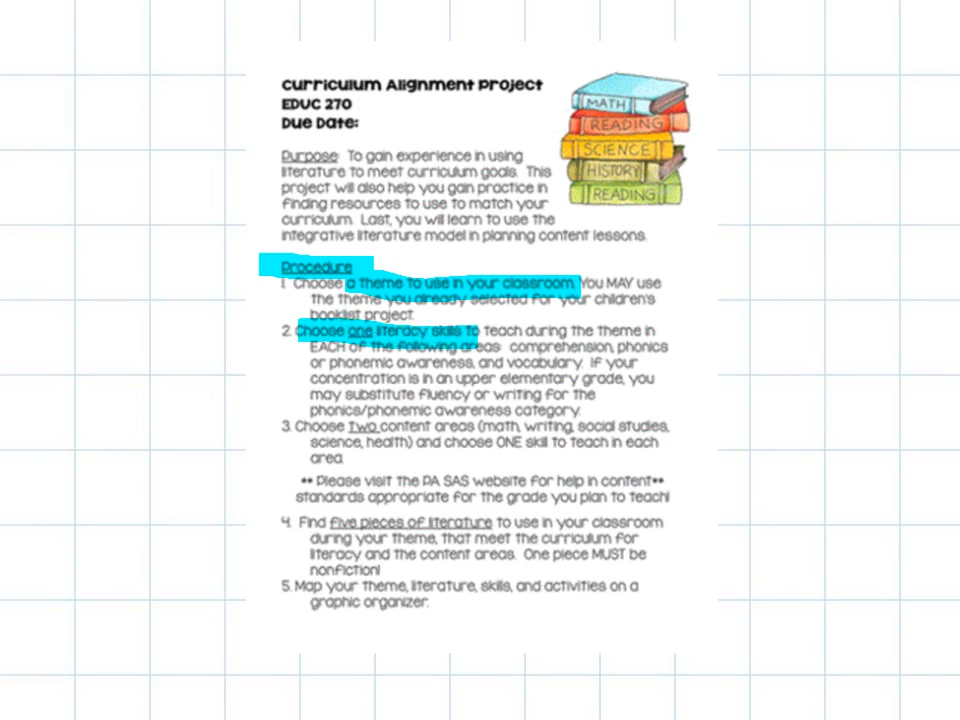 Curriculum Alignment Project
EDUC 270
Due Date:
MATH
READING
SCIENCE
HISTORY
READING
Purpose: To gain experience in using
literature to meet curriculum goals. This
project will also help you gain practice in
finding resources to use to match your
curriculum. Last, you will learn to use the
integrative literature model in planning content lessons.
Procedure
1. Choose a theme to use in your classroom. You MAY use
the theme you already selected for your children's
booklist project.
2. Choose one literacy skills to teach during the theme in
EACH of the following areas: comprehension, phonics
or phonemic awareness, and vocabulary. If your
concentration is in an upper elementary grade, you
may substitute fluency or writing for the
phonics/phonemic awareness category.
3. Choose two content areas (math, writing, social studies,
science, health) and choose ONE skill to teach in each
area.
** Please visit the PA SAS website for help in content**
standards appropriate for the grade you plan to teach!
4. Find five pieces of literature to use in your classroom
during your theme, that meet the curriculum for
literacy and the content areas. One piece MUST be
nonfiction!
5. Map your theme, literature, skills, and activities on a
graphic organizer.